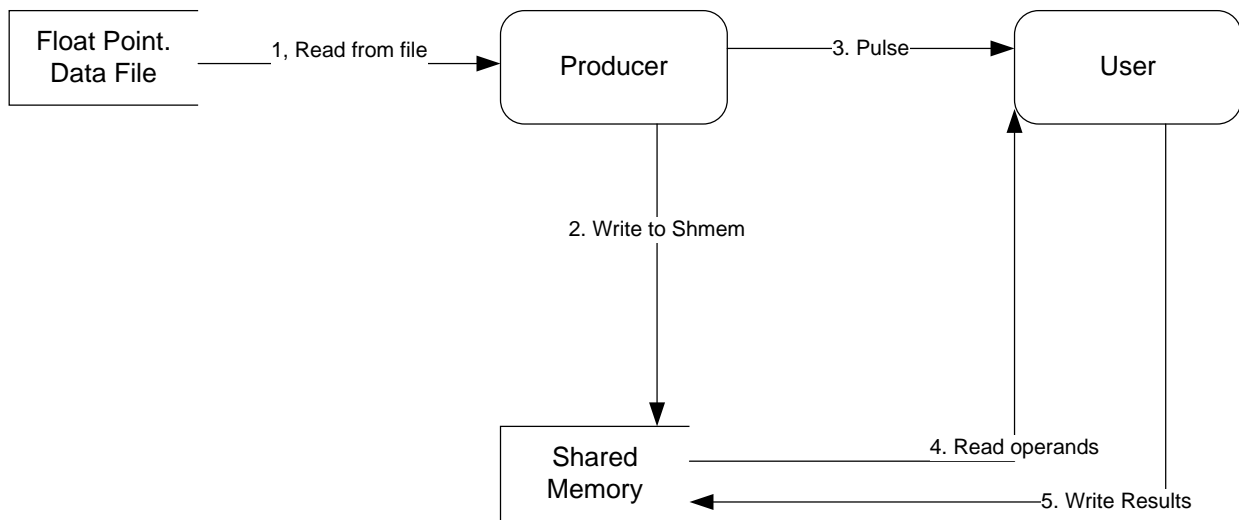 Float Point.
Data File
1, Read from file
Producer
3. Pulse
User
2. Write to Shmem
Shared
Memory
4. Read operands
5. Write Results